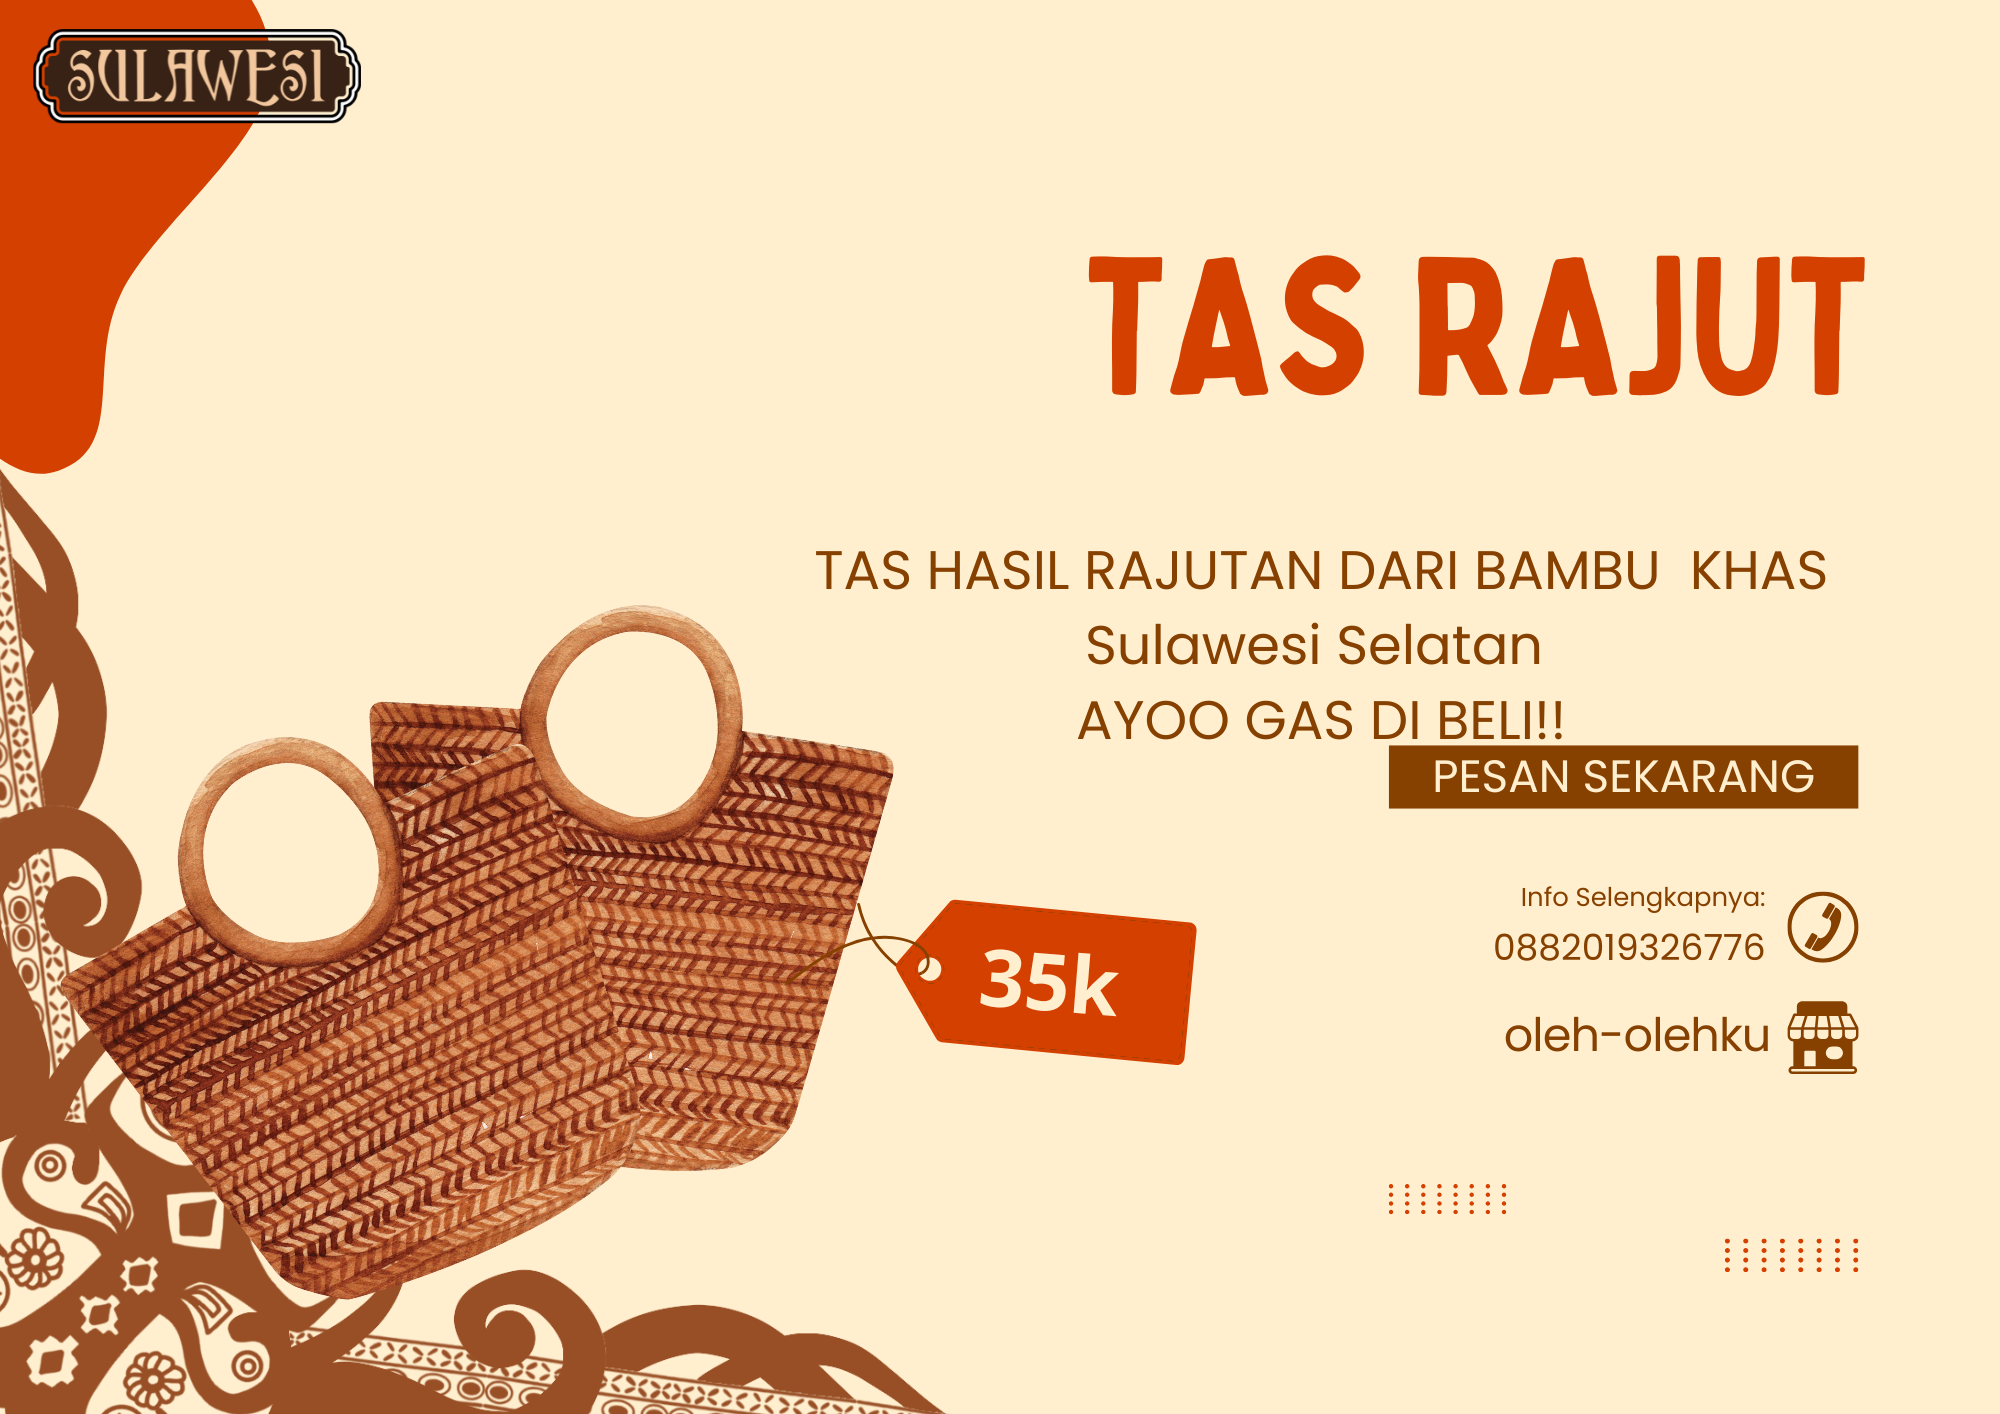 SULAWESI
TAS RAJUT
TAS HASIL RAJUTAN DARI BAMBU  KHAS
Sulawesi Selatan
AYOO GAS DI BELI!!
PESAN SEKARANG
Info Selengkapnya:
0882019326776
35k
oleh-olehku